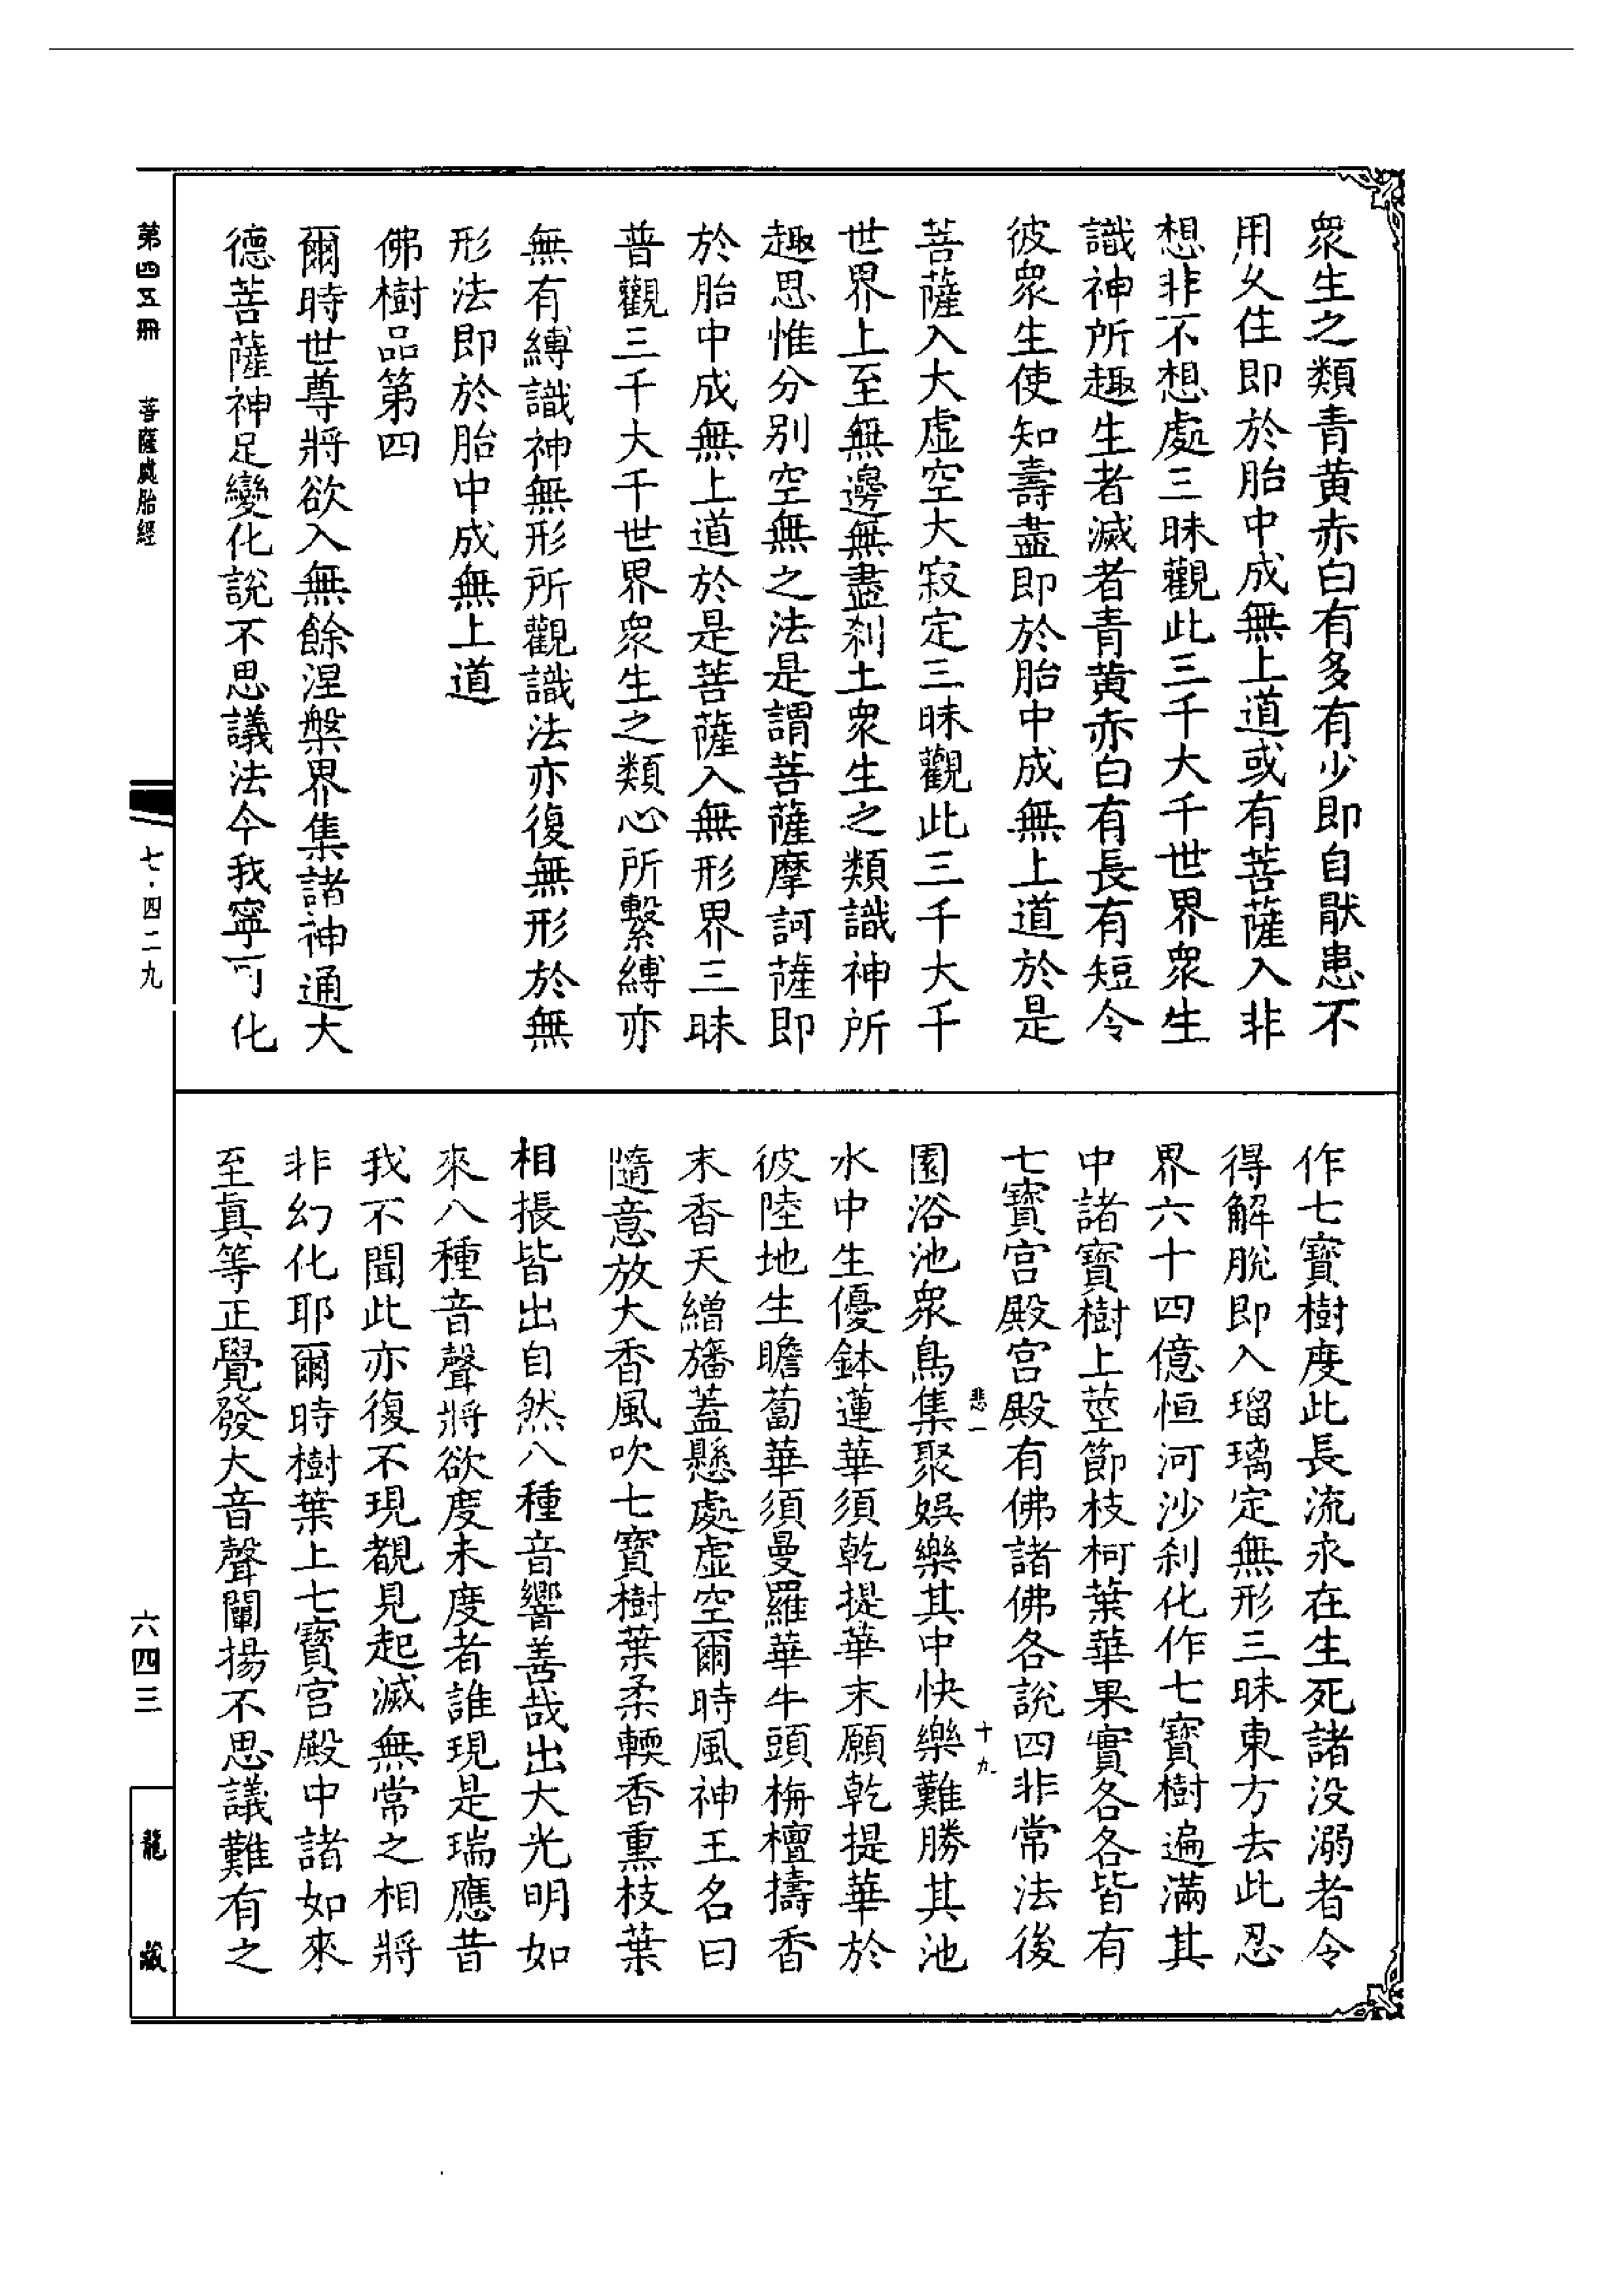 衆生之類青黃赤白有多有少即自厭患不
用久住即於胎中成無上道或有菩薩入非
想非不想處三昧觀此三千大千世界衆生
識神所趣生者滅者青黃赤白有長有短令
彼衆生使知壽盡即於胎中成無上道於是
菩薩入大虛空大寂定三昧觀此三千大千
世界上至無邊無盡剎土衆生之類識神所
趣思惟分別空無之法是謂菩薩摩訶薩即
於胎中成無上道於是菩薩入無形界三昧
普觀三千大千世界衆生之類心所繫縛亦
無有縛識神無形所觀識法亦復無形於無
形法即於胎中成無上道
佛樹品第四
爾時世尊將欲入無餘涅槃界集諸神通大
德菩薩神足變化說不思議法今我寧可化
作七寶樹度此長流永在生死諸没溺者令
得解脫即入瑠璃定無形三昧東方去此忍
界六十四億恒河沙剎化作七寶樹遍滿其
中諸寶樹上莖節枝柯葉華果實各各皆有
七寶宮殿宮殿有佛諸佛各說四非常法後
園浴池衆鳥集聚娛樂其中快樂難勝其池
悲一
十九
水中生優鉢蓮華須乾提華末願乾提華於
彼陸地生瞻蔔華須曼羅華牛頭栴檀擣香
末香天繒旛蓋懸處虛空爾時風神王名曰
隨意放大香風吹七寶樹葉柔輭香熏枝葉
相振皆出自然八種音響善哉出大光明如
來八種音聲將欲度未度者誰現是瑞應昔
我不聞此亦復不現覩見起滅無常之相將
非幻化耶爾時樹葉上七寶宮殿中諸如來
至真等正覺發大音聲闡揚不思議難有之
第四五冊
菩薩處胎經
七·四二九
六四三
龍藏